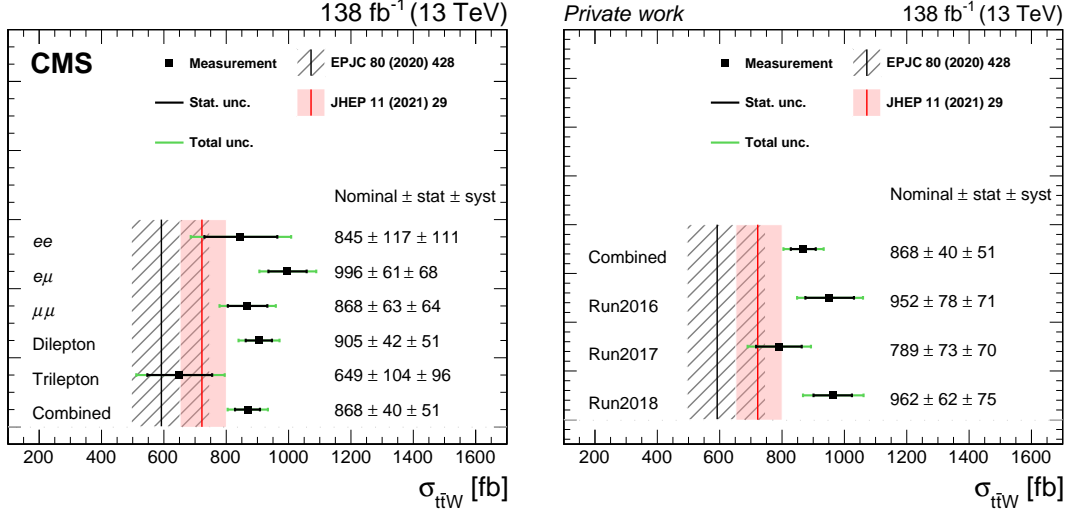 138 fb⁻¹ (13 TeV)
CMS
Measurement
EPJC 80 (2020) 428
Stat. unc.
JHEP 11 (2021) 29
Total unc.
Nominal ± stat ± syst
ee 845 ± 117 ± 111
eμ 996 ± 61 ± 68
μμ 868 ± 63 ± 64
Dilepton 905 ± 42 ± 51
Trilepton 649 ± 104 ± 96
Combined 868 ± 40 ± 51
200 400 600 800 1000 1200 1400 1600
σtt̄W [fb]
Private work 138 fb⁻¹ (13 TeV)
Measurement
EPJC 80 (2020) 428
Stat. unc.
JHEP 11 (2021) 29
Total unc.
Nominal ± stat ± syst
Combined 868 ± 40 ± 51
Run2016 952 ± 78 ± 71
Run2017 789 ± 73 ± 70
Run2018 962 ± 62 ± 75
200 400 600 800 1000 1200 1400 1600
σtt̄W [fb]